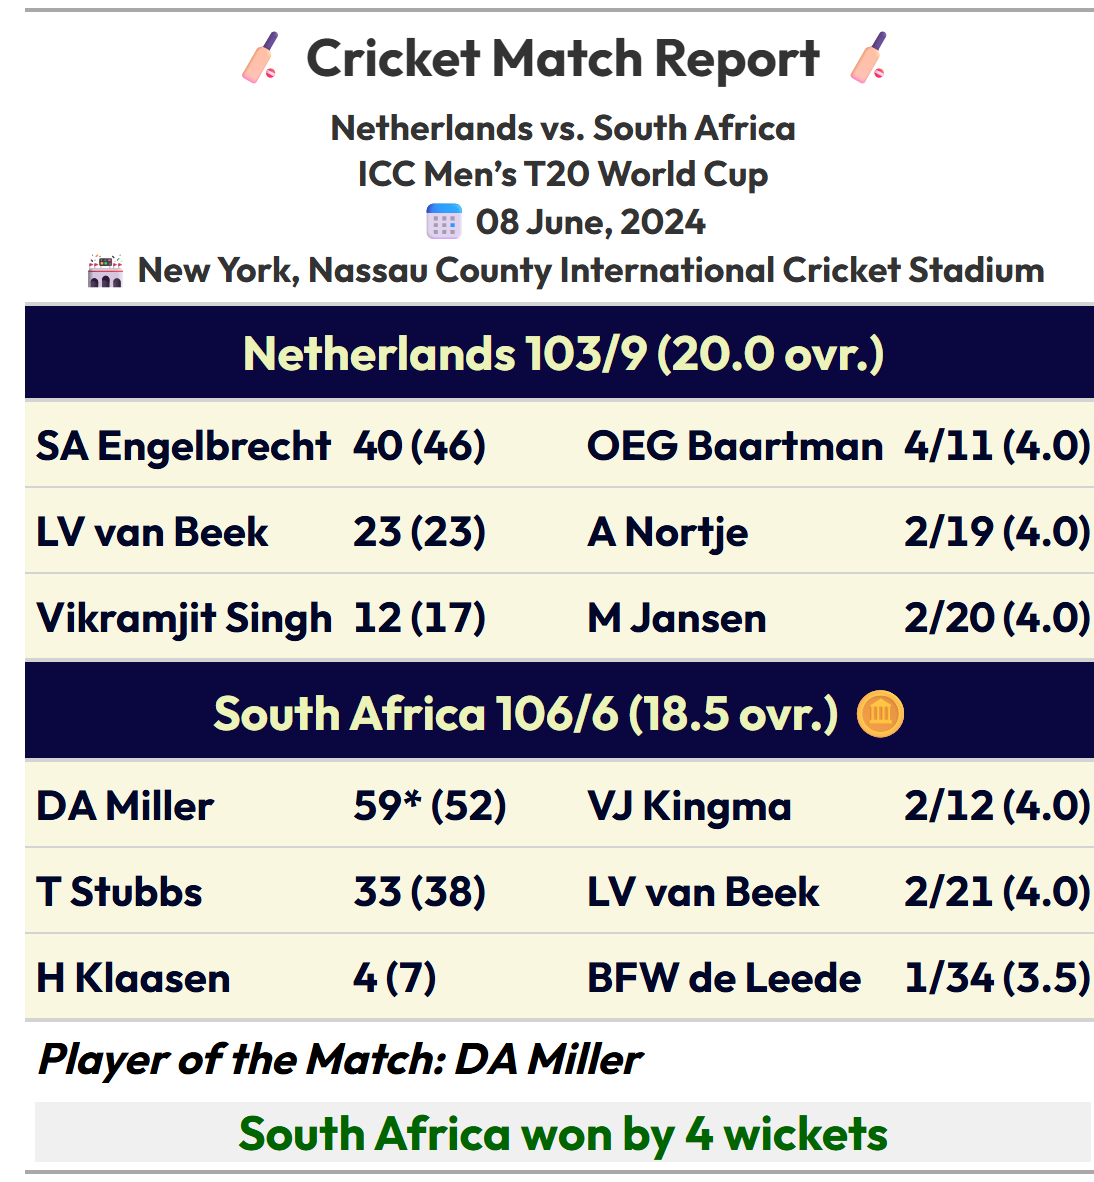 Cricket Match Report
Netherlands vs. South Africa
ICC Men’s T20 World Cup
08 June, 2024
New York, Nassau County International Cricket Stadium
Netherlands 103/9 (20.0 ovr.)
SA Engelbrecht 40 (46) OEG Baartman 4/11 (4.0)
LV van Beek 23 (23) A Nortje 2/19 (4.0)
Vikramjit Singh 12 (17) M Jansen 2/20 (4.0)
South Africa 106/6 (18.5 ovr.)
DA Miller 59* (52) VJ Kingma 2/12 (4.0)
T Stubbs 33 (38) LV van Beek 2/21 (4.0)
H Klaasen 4 (7) BFW de Leede 1/34 (3.5)
Player of the Match: DA Miller
South Africa won by 4 wickets